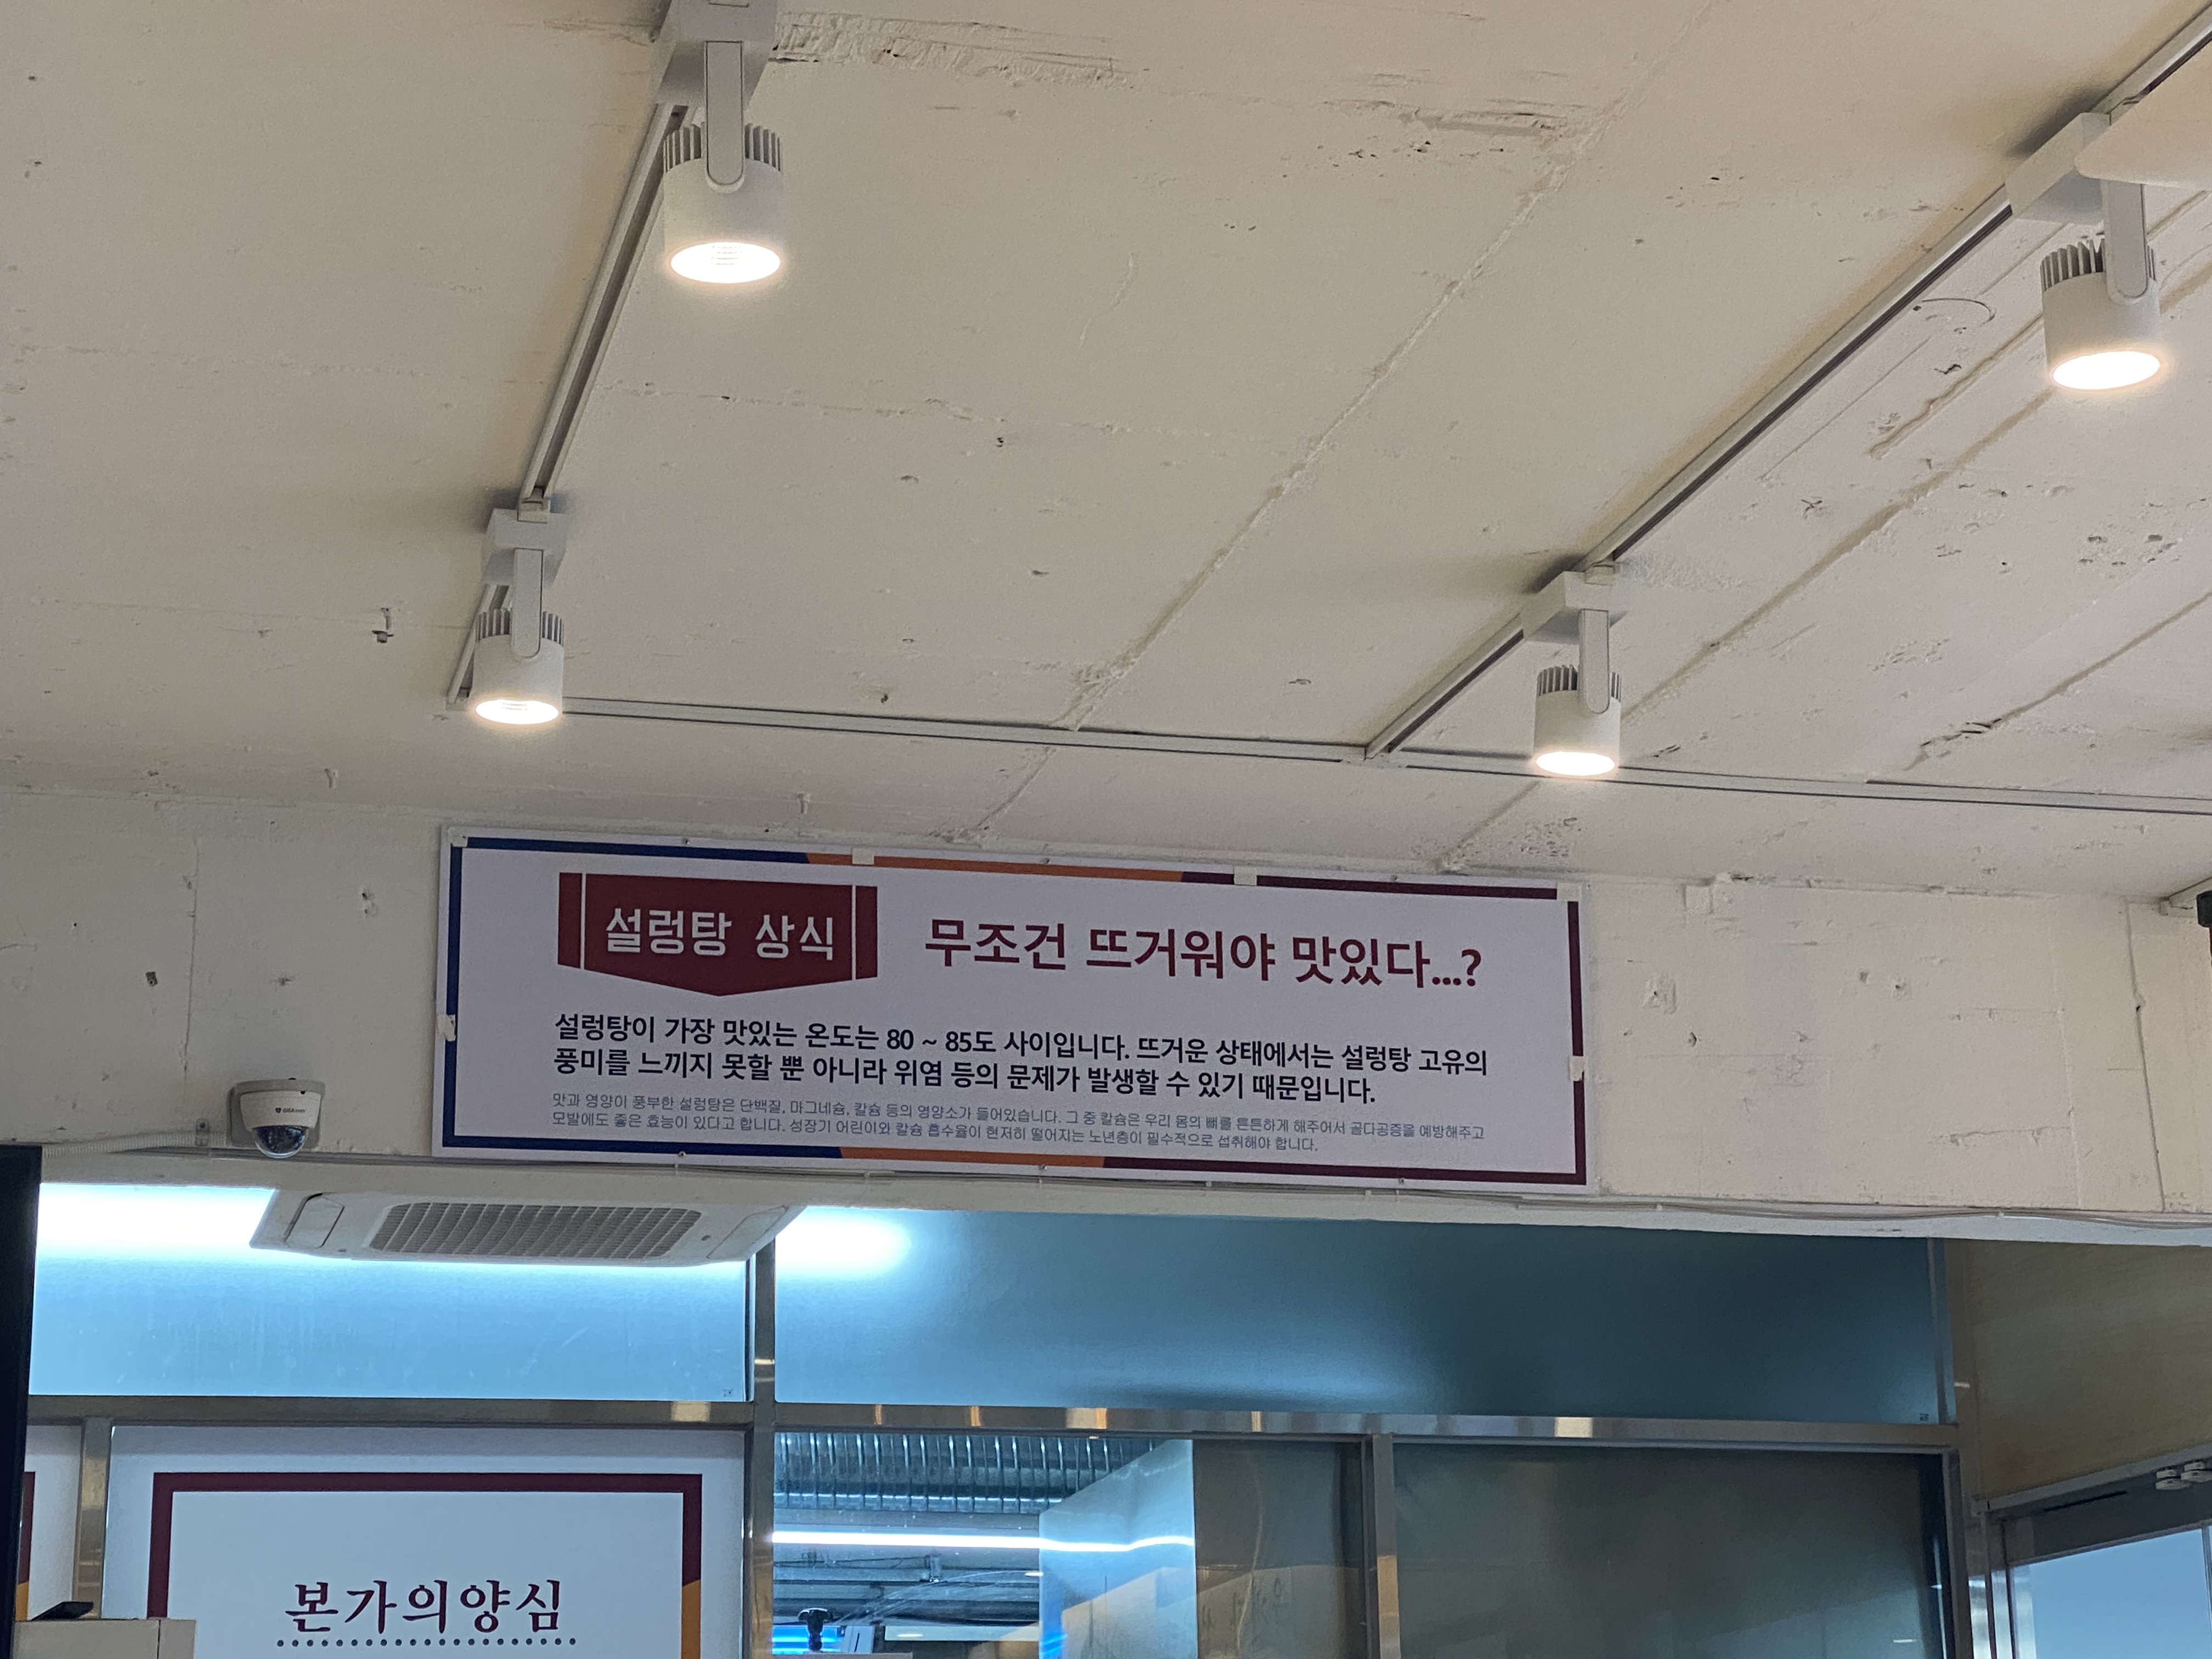 설렁탕 상식
무조건 뜨거워야 맛있다...?
설렁탕이 가장 맛있는 온도는 80 ~ 85도 사이입니다. 뜨거운 상태에서는 설렁탕 고유의
풍미를 느끼지 못할 뿐 아니라 위염 등의 문제가 발생할 수 있기 때문입니다.
맛과 영양이 풍부한 설렁탕은 단백질, 마그네슘, 칼슘 등의 영양소가 들어있습니다. 그 중 칼슘은 우리 몸의 뼈를 튼튼하게 해주어서 골다공증을 예방해주고
모발에도 좋은 효능이 있다고 합니다. 성장기 어린이와 칼슘 흡수율이 현저히 떨어지는 노년층이 필수적으로 섭취해야 합니다.
본가의양심